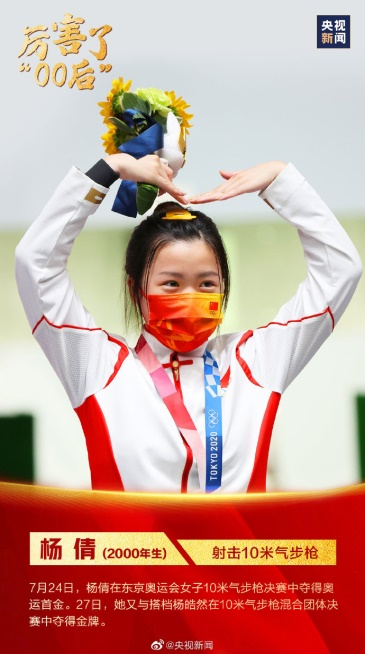 厉害了
“00后”
央视
新闻
TOKYO 2020
杨倩 (2000年生) 射击10米气步枪
7月24日，杨倩在东京奥运会女子10米气步枪决赛中夺得奥
运首金。27日，她又与搭档杨皓然在10米气步枪混合团体决
赛中夺得金牌。
@央视新闻